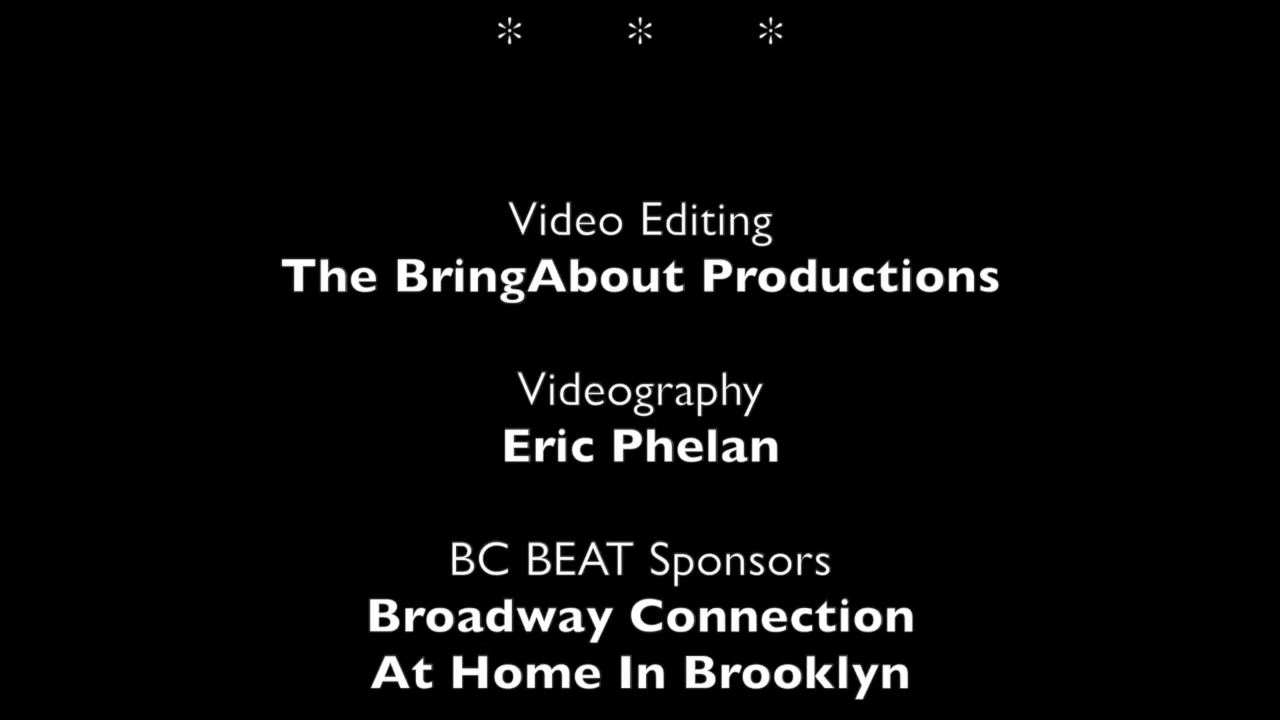 * * *
Video Editing
The BringAbout Productions
Videography
Eric Phelan
BC BEAT Sponsors
Broadway Connection
At Home In Brooklyn